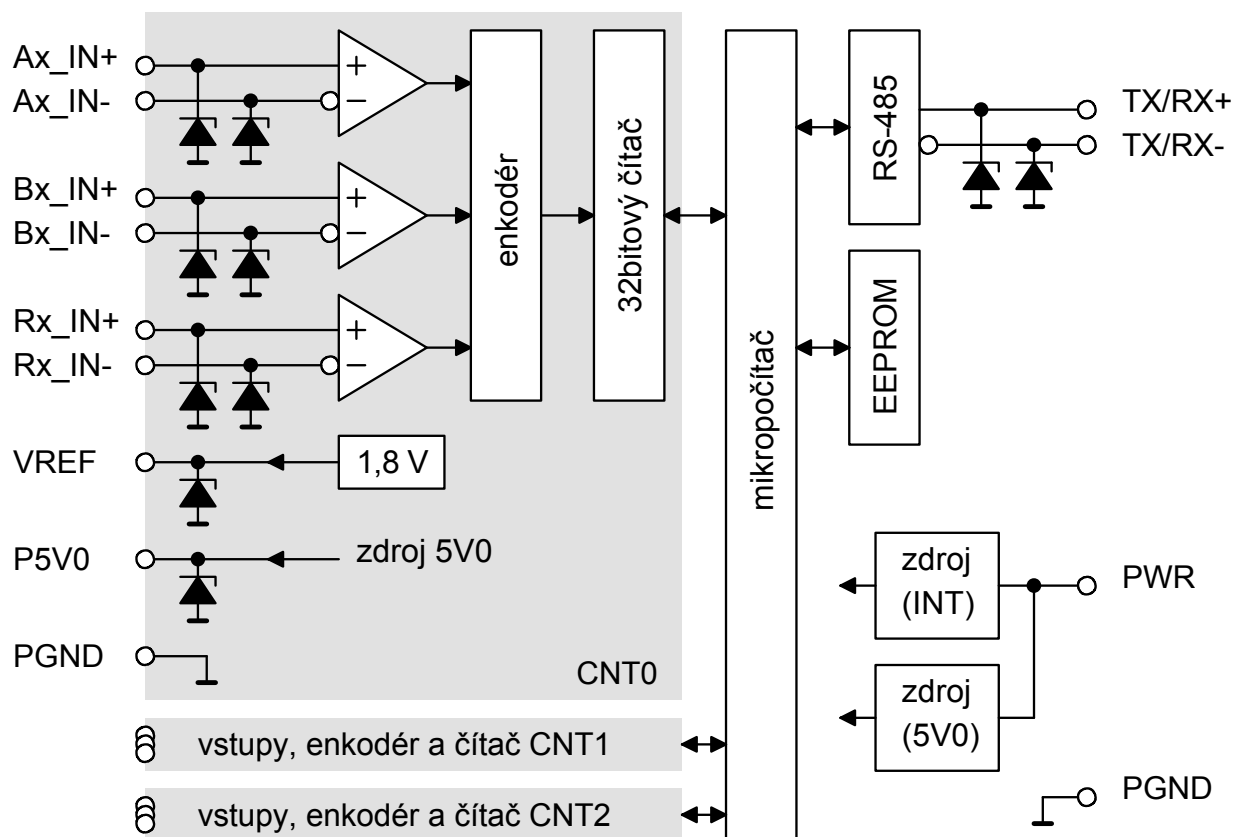 Ax_IN+
Ax_IN-
Bx_IN+
Bx_IN-
Rx_IN+
Rx_IN-
VREF
P5V0
PGND
+
−
+
−
+
−
1,8 V
zdroj 5V0
enkodér
32bitový čítač
CNT0
vstupy, enkodér a čítač CNT1
vstupy, enkodér a čítač CNT2
mikropočítač
RS-485
EEPROM
TX/RX+
TX/RX-
zdroj
(INT)
PWR
zdroj
(5V0)
PGND